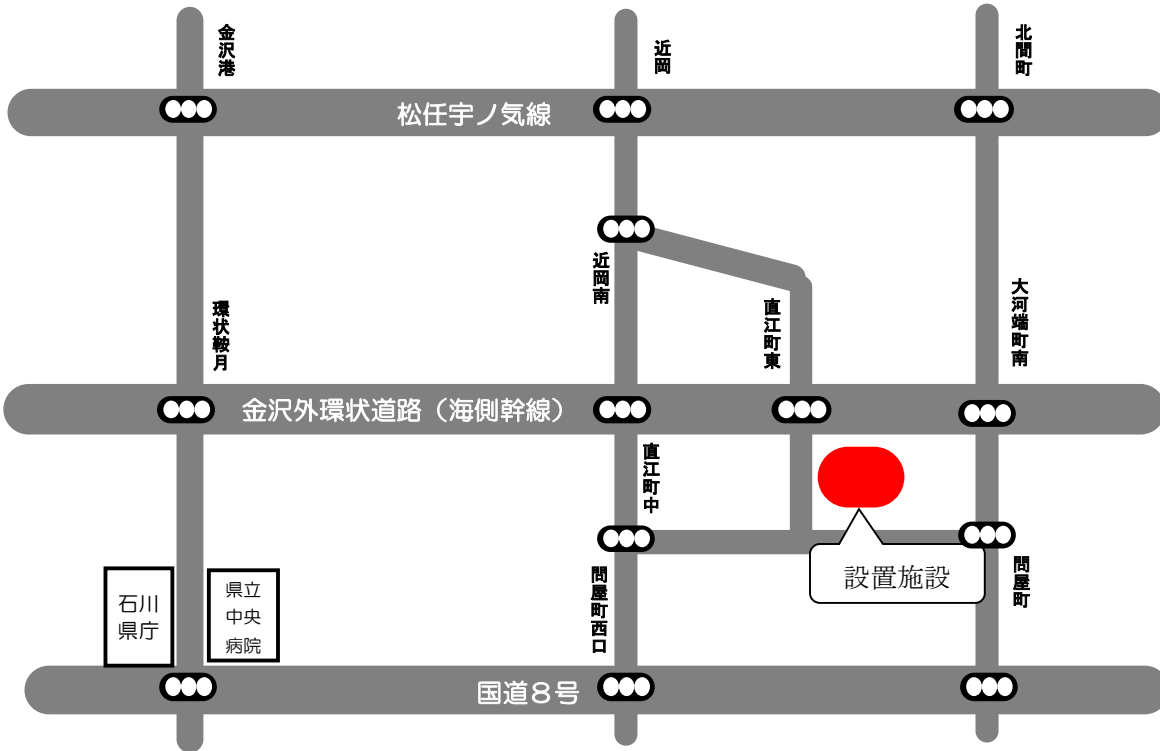 金沢港
近岡
北間町
松任宇ノ気線
近岡南
直江町東
大河端町南
環状鞍月
金沢外環状道路（海側幹線）
直江町中
設置施設
問屋町西口
問屋町
石川
県庁
県立
中央
病院
国道８号